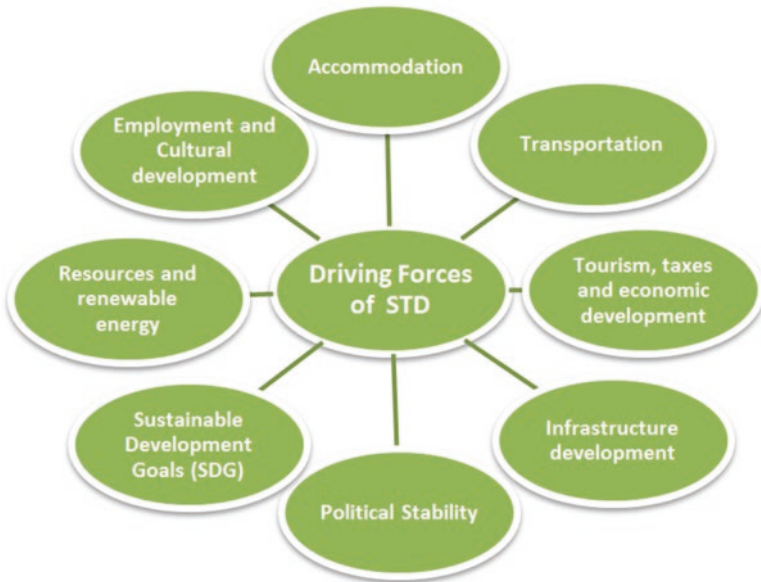 Accommodation
Transportation
Tourism, taxes
and economic
development
Infrastructure
development
Political Stability
Sustainable
Development
Goals (SDG)
Resources and
renewable
energy
Employment and
Cultural
development
Driving Forces
of STD